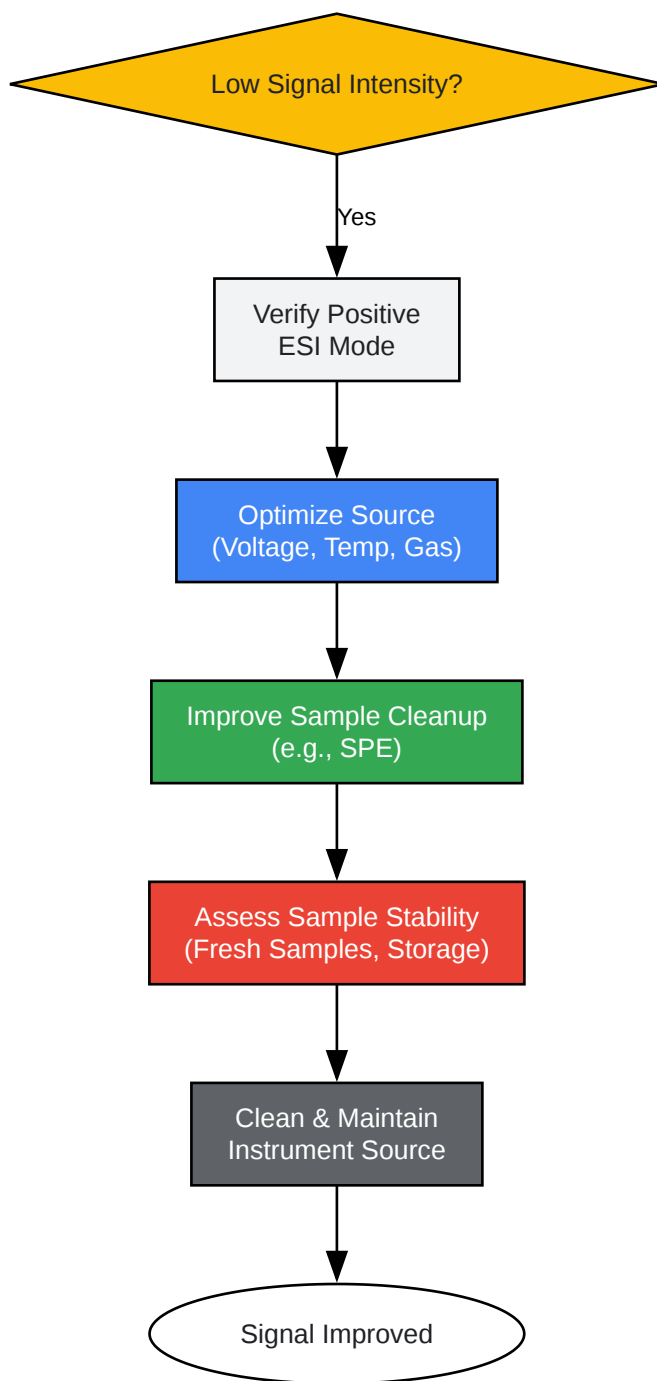 Low Signal Intensity?
Yes
Verify Positive
ESI Mode
Optimize Source
(Voltage, Temp, Gas)
Improve Sample Cleanup
(e.g., SPE)
Assess Sample Stability
(Fresh Samples, Storage)
Clean & Maintain
Instrument Source
Signal Improved